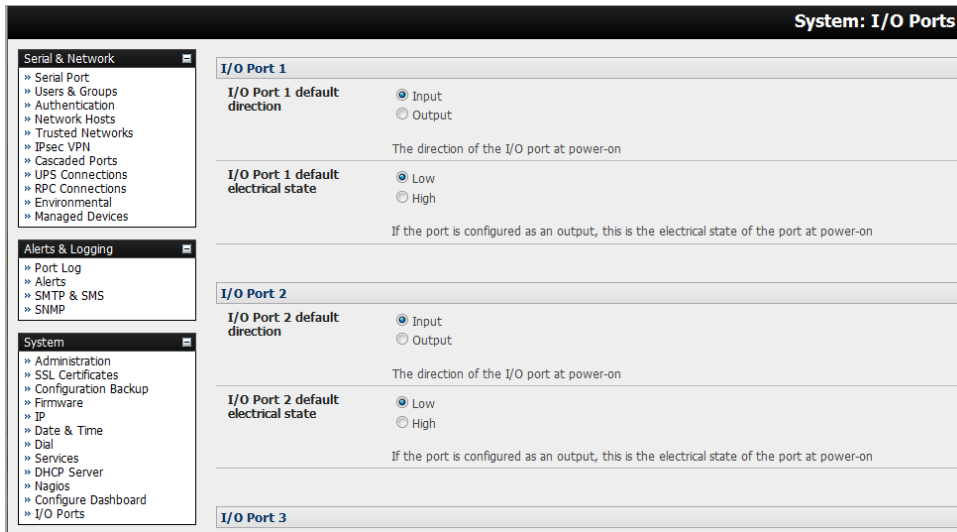 System: I/O Ports
Serial & Network
» Serial Port
» Users & Groups
» Authentication
» Network Hosts
» Trusted Networks
» IPsec VPN
» Cascaded Ports
» UPS Connections
» RPC Connections
» Environmental
» Managed Devices
Alerts & Logging
» Port Log
» Alerts
» SMTP & SMS
» SNMP
System
» Administration
» SSL Certificates
» Configuration Backup
» Firmware
» IP
» Date & Time
» Dial
» Services
» DHCP Server
» Nagios
» Configure Dashboard
» I/O Ports
I/O Port 1
I/O Port 1 default
direction
Input
Output
The direction of the I/O port at power-on
I/O Port 1 default
electrical state
Low
High
If the port is configured as an output, this is the electrical state of the port at power-on
I/O Port 2
I/O Port 2 default
direction
Input
Output
The direction of the I/O port at power-on
I/O Port 2 default
electrical state
Low
High
If the port is configured as an output, this is the electrical state of the port at power-on
I/O Port 3